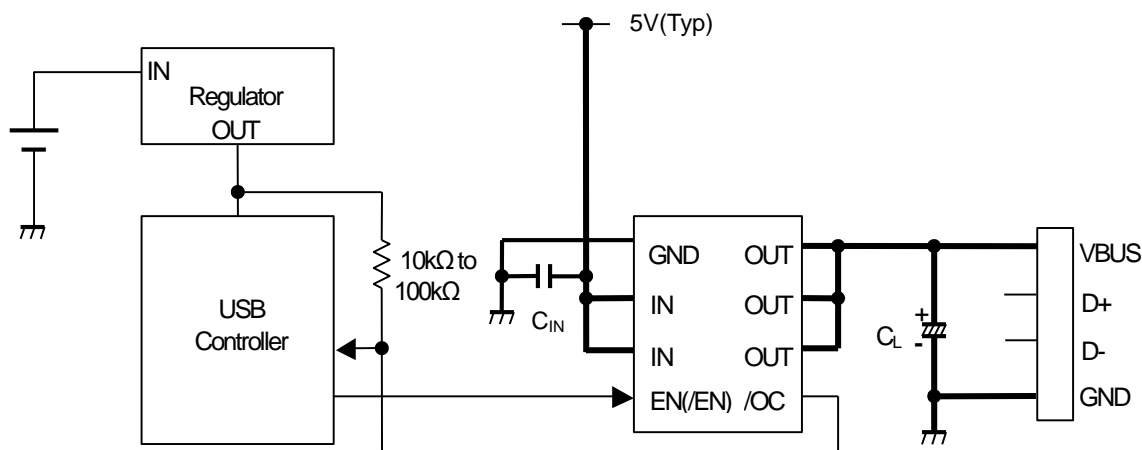 5V(Typ)
IN
Regulator
OUT
10kΩ to
100kΩ
USB
Controller
C_IN
GND
IN
IN
EN(/EN)
OUT
OUT
OUT
/OC
+
C_L
-
VBUS
D+
D-
GND